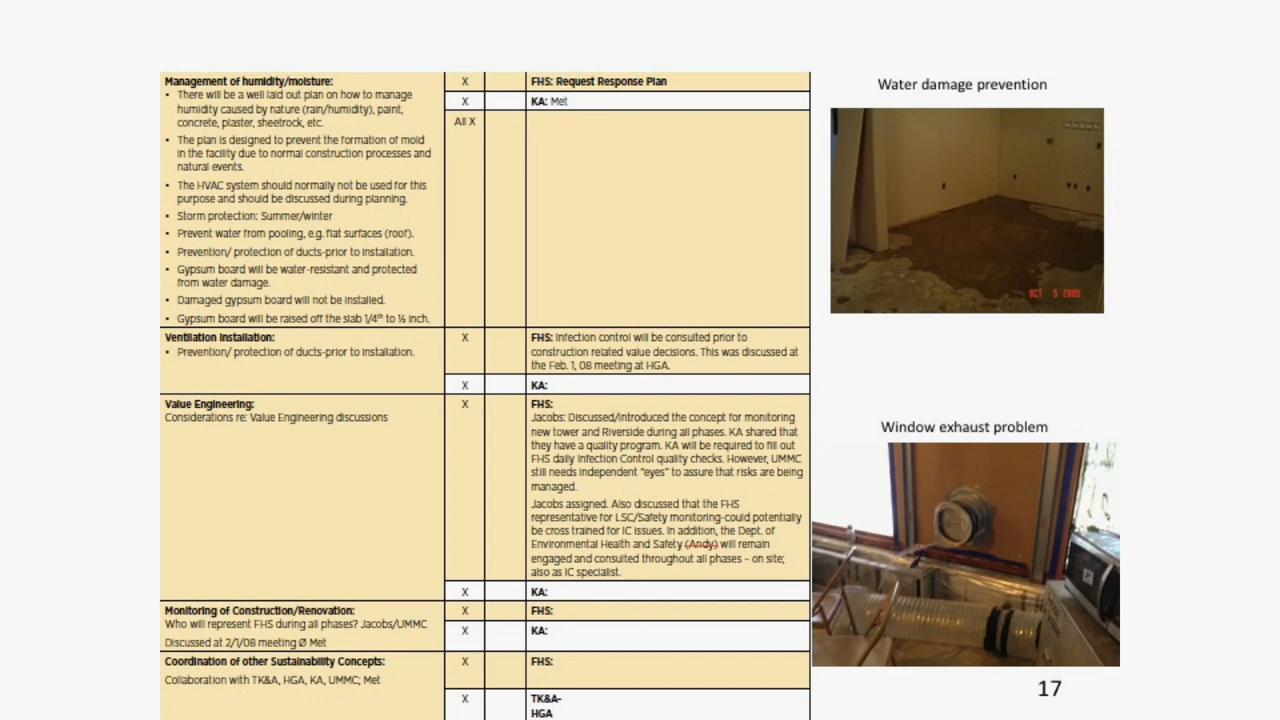 Management of humidity/moisture:
• There will be a well laid out plan on how to manage
humidity caused by nature (rain/humidity), paint,
concrete, plaster, sheetrock, etc.
• The plan is designed to prevent the formation of mold
in the facility due to normal construction processes and
natural events.
• The HVAC system should normally not be used for this
purpose and should be discussed during planning.
• Storm protection: Summer/winter
• Prevent water from pooling, e.g. flat surfaces (roof).
• Prevention/ protection of ducts-prior to installation.
• Gypsum board will be water-resistant and protected
from water damage.
• Damaged gypsum board will not be installed.
• Gypsum board will be raised off the slab 1/4th to ½ inch.
X
FHS: Request Response Plan
X
KA: Met
All X
Ventilation Installation:
• Prevention/ protection of ducts-prior to installation.
X
FHS: Infection control will be consulted prior to
construction related value decisions. This was discussed at
the Feb. 1, 08 meeting at HGA.
X
KA:
Value Engineering:
Considerations re: Value Engineering discussions
X
FHS:
Jacobs: Discussed/introduced the concept for monitoring
new tower and Riverside during all phases. KA shared that
they have a quality program. KA will be required to fill out
FHS daily Infection Control quality checks. However, UMMC
still needs independent "eyes" to assure that risks are being
managed.
Jacobs assigned. Also discussed that the FHS
representative for LSC/Safety monitoring-could potentially
be cross trained for IC issues. In addition, the Dept. of
Environmental Health and Safety (Andy) will remain
engaged and consulted throughout all phases – on site;
also as IC specialist.
X
KA:
Monitoring of Construction/Renovation:
Who will represent FHS during all phases? Jacobs/UMMC
Discussed at 2/1/08 meeting Ø Met
X
FHS:
X
KA:
Coordination of other Sustainability Concepts:
Collaboration with TK&A, HGA, KA, UMMC; Met
X
FHS:
X
TK&A-
HGA
Water damage prevention
OCT 5 2005
Window exhaust problem
17